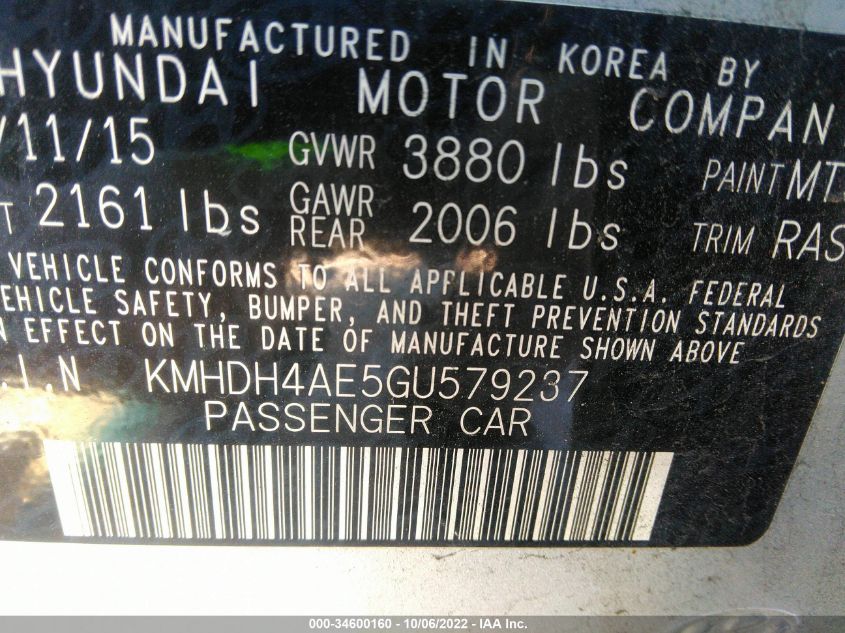 MANUFACTURED IN KOREA BY
HYUNDAI MOTOR COMPAN
/11/15 GVWR 3880 lbs PAINT MT
T 2161 lbs GAWR REAR 2006 lbs TRIM RAS
VEHICLE CONFORMS TO ALL APPLICABLE U.S.A. FEDERAL
EHICLE SAFETY, BUMPER, AND THEFT PREVENTION STANDARDS
N EFFECT ON THE DATE OF MANUFACTURE SHOWN ABOVE
.I.N KMHDH4AE5GU579237
PASSENGER CAR
000-34600160 - 10/06/2022 - IAA Inc.